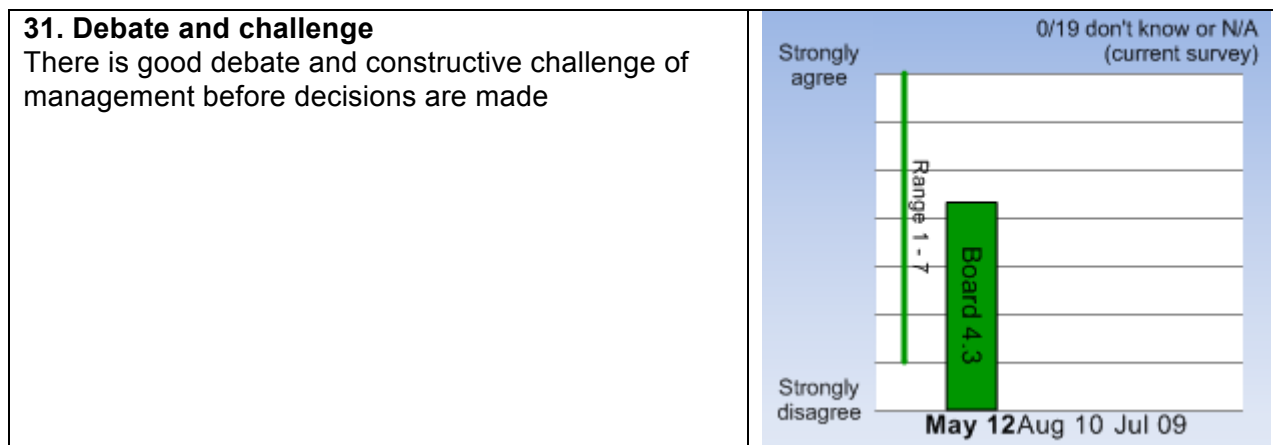 31. Debate and challenge
There is good debate and constructive challenge of
management before decisions are made
0/19 don't know or N/A
(current survey)
Strongly
agree
Range 1 - 7
Board 4.3
Strongly
disagree
May 12Aug 10 Jul 09